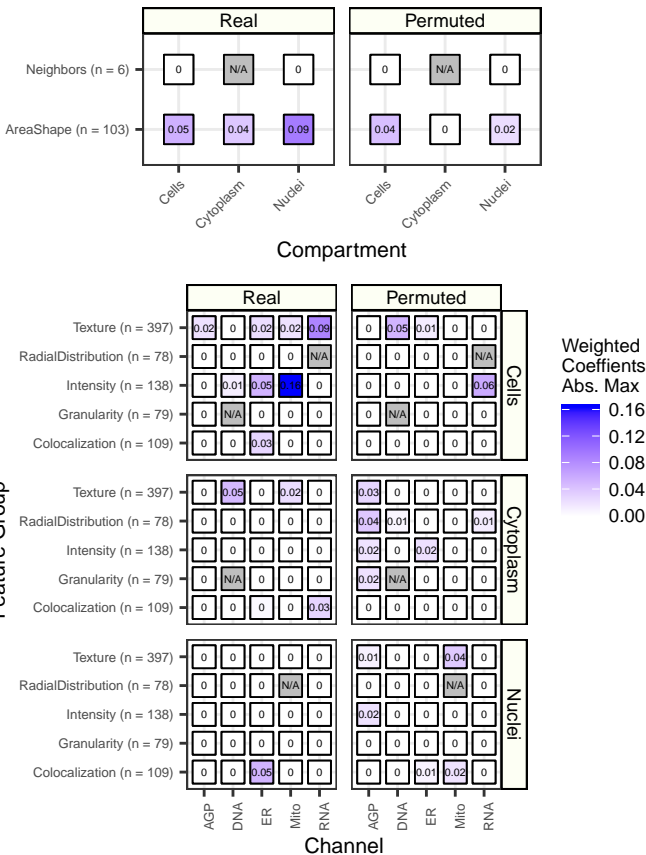 Real Permuted
Neighbors (n = 6) 0 N/A 0 0 N/A 0
AreaShape (n = 103) 0.05 0.04 0.09 0.04 0 0.02
Cells Cytoplasm Nuclei Cells Cytoplasm Nuclei
Compartment
Real Permuted
Texture (n = 397) 0.02 0 0.02 0.02 0.09 0 0.05 0.01 0 0
RadialDistribution (n = 78) 0 0 0 0 N/A 0 0 0 0 N/A
Intensity (n = 138) 0 0.01 0.05 0.16 0 0 0 0 0 0.06
Granularity (n = 79) 0 N/A 0 0 0 0 N/A 0 0 0
Colocalization (n = 109) 0 0 0.03 0 0 0 0 0 0 0
Cells
Texture (n = 397) 0 0.05 0 0.02 0 0.03 0 0 0 0
RadialDistribution (n = 78) 0 0 0 0 0 0.04 0.01 0 0 0.01
Intensity (n = 138) 0 0 0 0 0 0.02 0 0.02 0 0
Granularity (n = 79) 0 N/A 0 0 0 0.02 N/A 0 0 0
Colocalization (n = 109) 0 0 0 0 0.03 0 0 0 0 0
Cytoplasm
Texture (n = 397) 0 0 0 0 0 0.01 0 0 0.04 0
RadialDistribution (n = 78) 0 0 0 N/A 0 0 0 0 N/A 0
Intensity (n = 138) 0 0 0 0 0 0.02 0 0 0 0
Granularity (n = 79) 0 0 0 0 0 0 0 0 0 0
Colocalization (n = 109) 0 0 0.05 0 0 0 0 0.01 0.02 0
Nuclei
AGP DNA ER Mito RNA AGP DNA ER Mito RNA
Channel
Feature Group
Weighted
Coeffients
Abs. Max
0.16
0.12
0.08
0.04
0.00